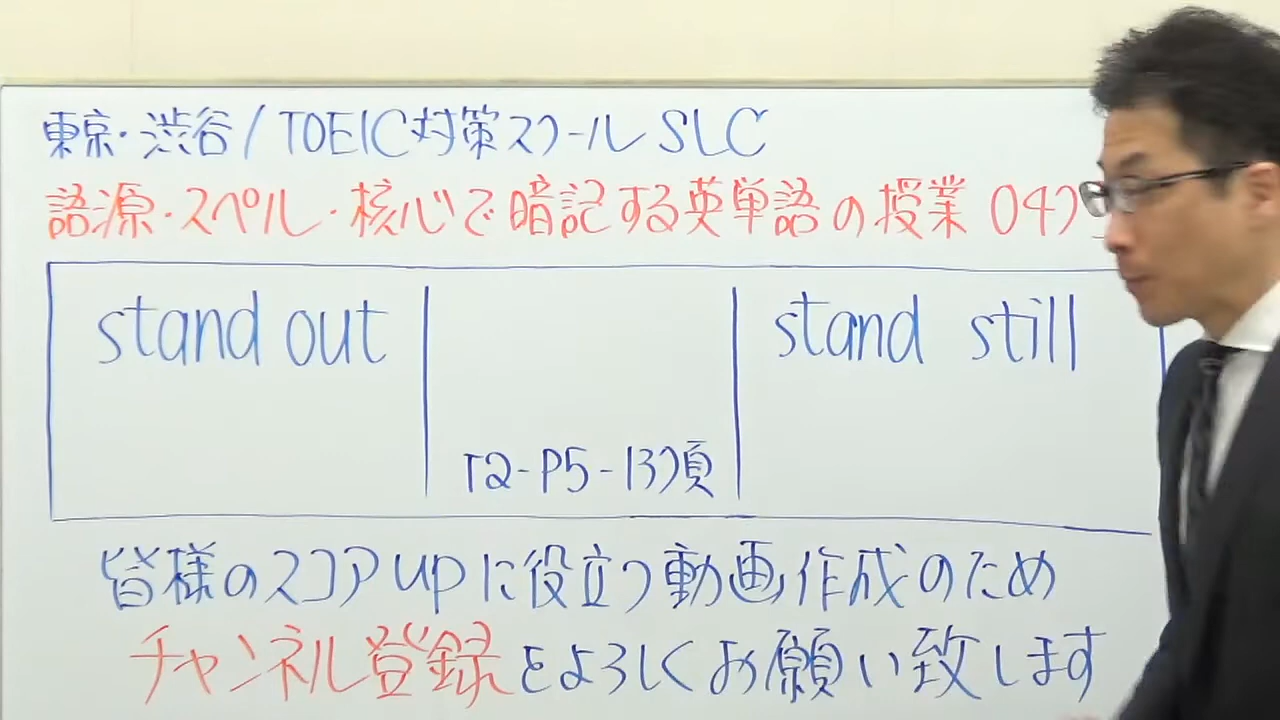 東京・渋谷/TOEIC対策スクールSLC
語源・スペル・核心で暗記する英単語の授業 047
stand out
stand still
T2-P5-137頁
皆様のスコアupに役立つ動画作成のため
チャンネル登録をよろしくお願い致します